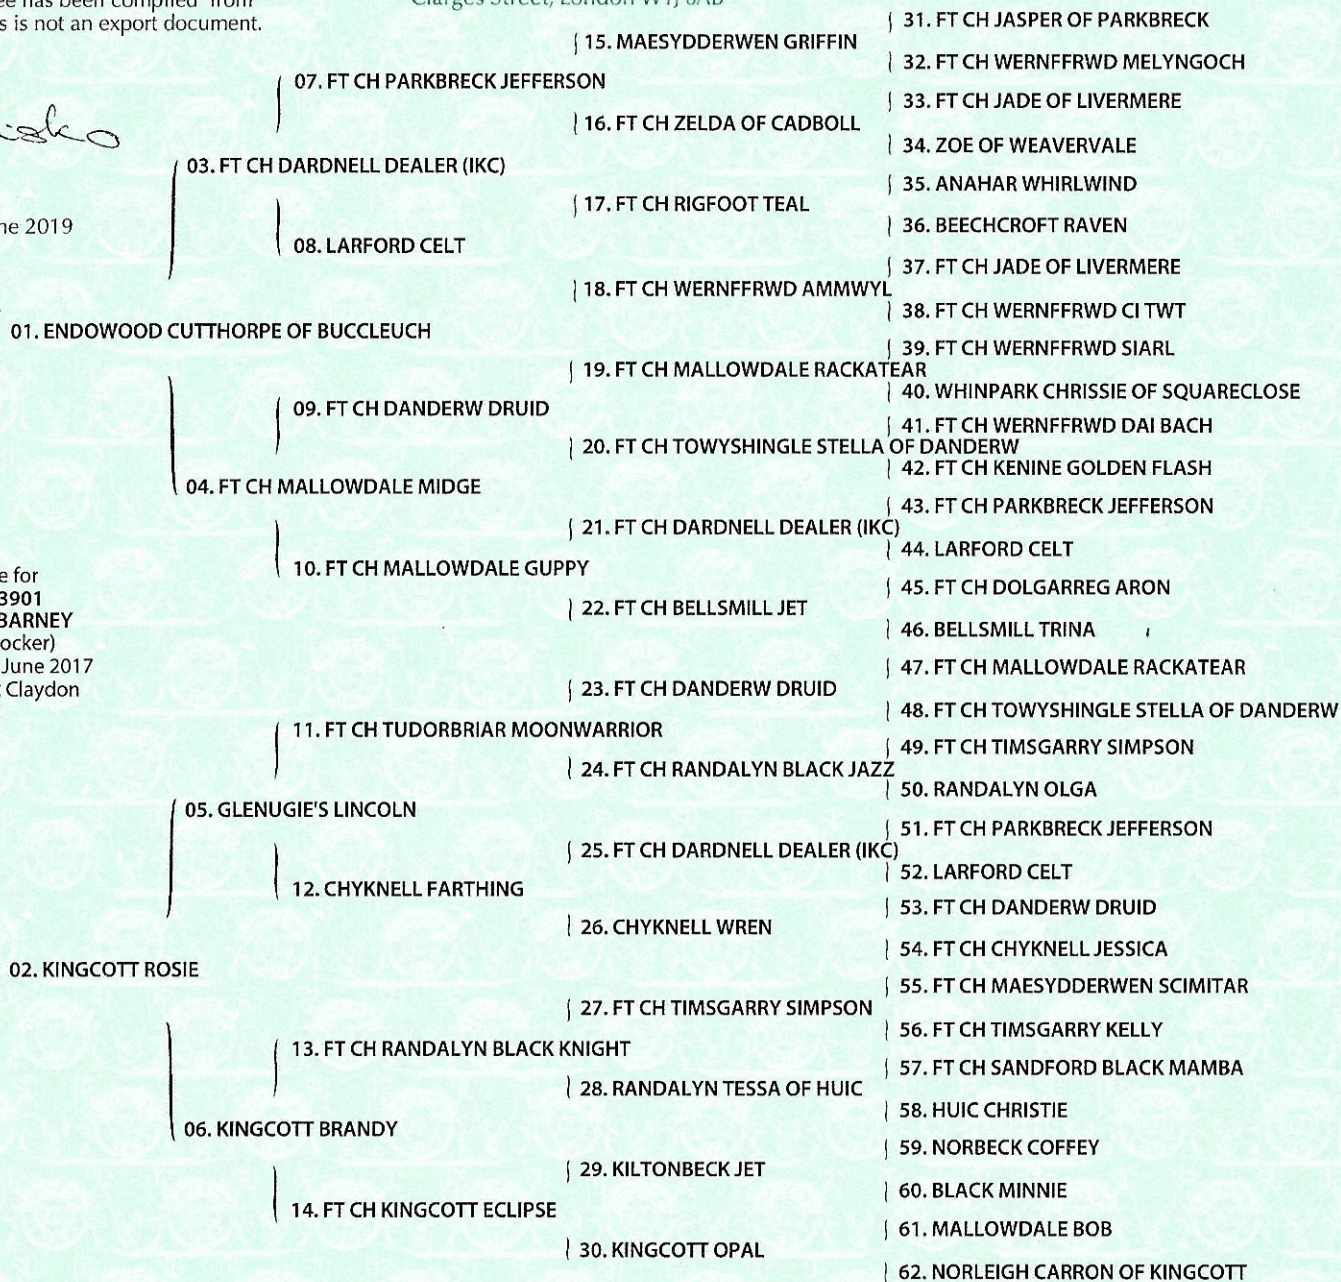 ee has been compiled from
s is not an export document.
Clarges Street, London W1J 8AB
ne 2019
01. ENDOWOOD CUTTHORPE OF BUCCLEUCH
e for
3901
BARNEY
ocker)
June 2017
t Claydon
02. KINGCOTT ROSIE
03. FT CH DARDNELL DEALER (IKC)
04. FT CH MALLOWDALE MIDGE
05. GLENUGIE'S LINCOLN
06. KINGCOTT BRANDY
07. FT CH PARKBRECK JEFFERSON
08. LARFORD CELT
09. FT CH DANDERW DRUID
10. FT CH MALLOWDALE GUPPY
11. FT CH TUDORBRIAR MOONWARRIOR
12. CHYKNELL FARTHING
13. FT CH RANDALYN BLACK KNIGHT
14. FT CH KINGCOTT ECLIPSE
15. MAESYDDERWEN GRIFFIN
16. FT CH ZELDA OF CADBOLL
17. FT CH RIGFOOT TEAL
18. FT CH WERNFFRWD AMMWYL
19. FT CH MALLOWDALE RACKATEAR
20. FT CH TOWYSHINGLE STELLA OF DANDERW
21. FT CH DARDNELL DEALER (IKC)
22. FT CH BELLSMILL JET
23. FT CH DANDERW DRUID
24. FT CH RANDALYN BLACK JAZZ
25. FT CH DARDNELL DEALER (IKC)
26. CHYKNELL WREN
27. FT CH TIMSGARRY SIMPSON
28. RANDALYN TESSA OF HUIC
29. KILTONBECK JET
30. KINGCOTT OPAL
31. FT CH JASPER OF PARKBRECK
32. FT CH WERNFFRWD MELYNGOCH
33. FT CH JADE OF LIVERMERE
34. ZOE OF WEAVERVALE
35. ANAHAR WHIRLWIND
36. BEECHCROFT RAVEN
37. FT CH JADE OF LIVERMERE
38. FT CH WERNFFRWD CI TWT
39. FT CH WERNFFRWD SIARL
40. WHINPARK CHRISSIE OF SQUARECLOSE
41. FT CH WERNFFRWD DAI BACH
42. FT CH KENINE GOLDEN FLASH
43. FT CH PARKBRECK JEFFERSON
44. LARFORD CELT
45. FT CH DOLGARREG ARON
46. BELLSMILL TRINA
47. FT CH MALLOWDALE RACKATEAR
48. FT CH TOWYSHINGLE STELLA OF DANDERW
49. FT CH TIMSGARRY SIMPSON
50. RANDALYN OLGA
51. FT CH PARKBRECK JEFFERSON
52. LARFORD CELT
53. FT CH DANDERW DRUID
54. FT CH CHYKNELL JESSICA
55. FT CH MAESYDDERWEN SCIMITAR
56. FT CH TIMSGARRY KELLY
57. FT CH SANDFORD BLACK MAMBA
58. HUIC CHRISTIE
59. NORBECK COFFEY
60. BLACK MINNIE
61. MALLOWDALE BOB
62. NORLEIGH CARRON OF KINGCOTT